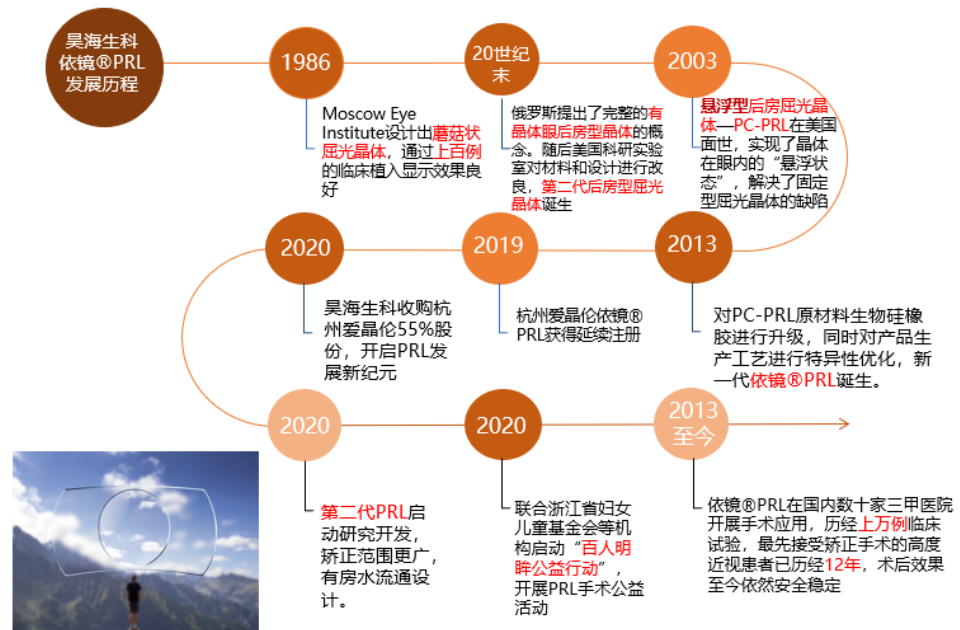 昊海生科
依镜®PRL
发展历程
1986
Moscow Eye
Institute设计出蘑菇状
屈光晶体，通过上百例
的临床植入显示效果良
好
20世纪
末
俄罗斯提出了完整的有
晶体眼后房型晶体的概
念。随后美国科研实验
室对材料和设计进行改
良，第二代后房型屈光
晶体诞生
2003
悬浮型后房屈光晶
体—PC-PRL在美国
面世，实现了晶体
在眼内的“悬浮状
态”，解决了固定
型屈光晶体的缺陷
2013
对PC-PRL原材料生物硅橡
胶进行升级，同时对产品生
产工艺进行特异性优化，新
一代依镜®PRL诞生。
2019
杭州爱晶伦依镜®
PRL获得延续注册
2020
昊海生科收购杭
州爱晶伦55%股
份，开启PRL发
展新纪元
2020
第二代PRL启
动研究开发，
矫正范围更广，
有房水流通设
计。
2020
联合浙江省妇女
儿童基金会等机
构启动“百人明
眸公益行动”，
开展PRL手术公益
活动
2013
至今
依镜®PRL在国内数十家三甲医院
开展手术应用，历经上万例临床
试验，最先接受矫正手术的高度
近视患者已历经12年，术后效果
至今依然安全稳定